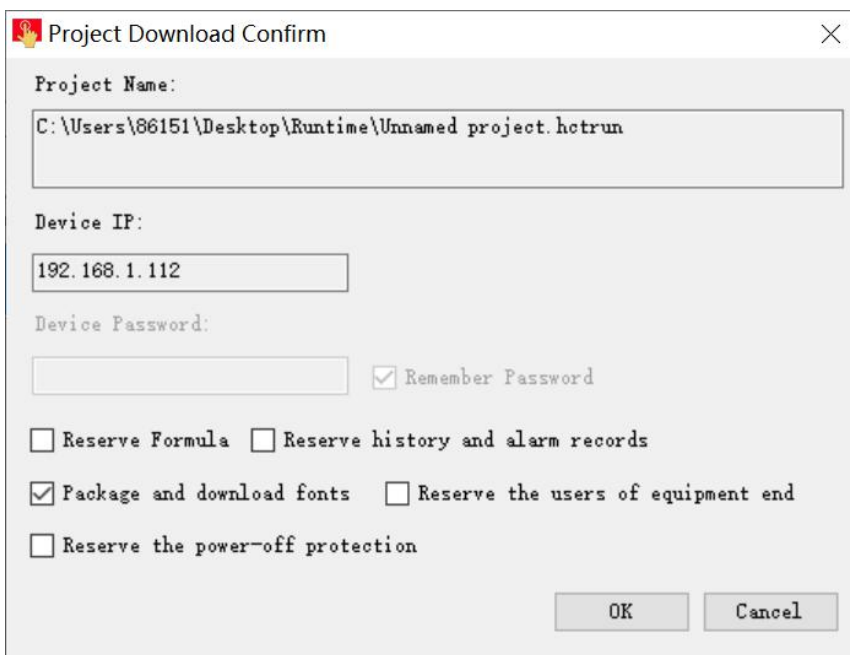 Project Download Confirm
Project Name:
C:\Users\86151\Desktop\Runtime\Unnamed project.hctrun
Device IP:
192.168.1.112
Device Password:
Remember Password
Reserve Formula Reserve history and alarm records
Package and download fonts Reserve the users of equipment end
Reserve the power-off protection
OK Cancel